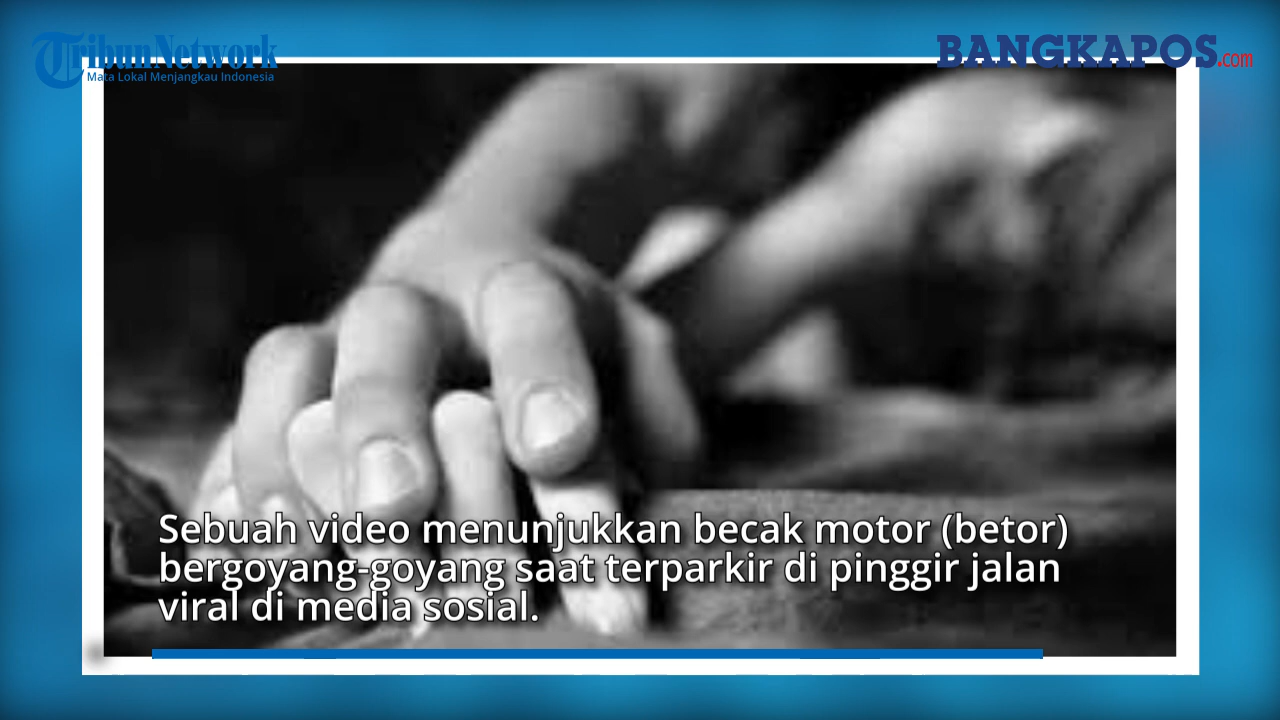 TribunNetwork
Mata Lokal Menjangkau Indonesia
BANGKAPOS.com
Sebuah video menunjukkan becak motor (betor)
bergoyang-goyang saat terparkir di pinggir jalan
viral di media sosial.